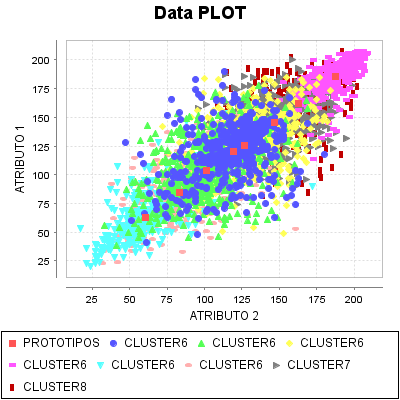 Data PLOT
ATRIBUTO 1
200
175
150
125
100
75
50
25
25 50 75 100 125 150 175 200
ATRIBUTO 2
PROTOTIPOS CLUSTER6 CLUSTER6 CLUSTER6
CLUSTER6 CLUSTER6 CLUSTER6 CLUSTER7
CLUSTER8